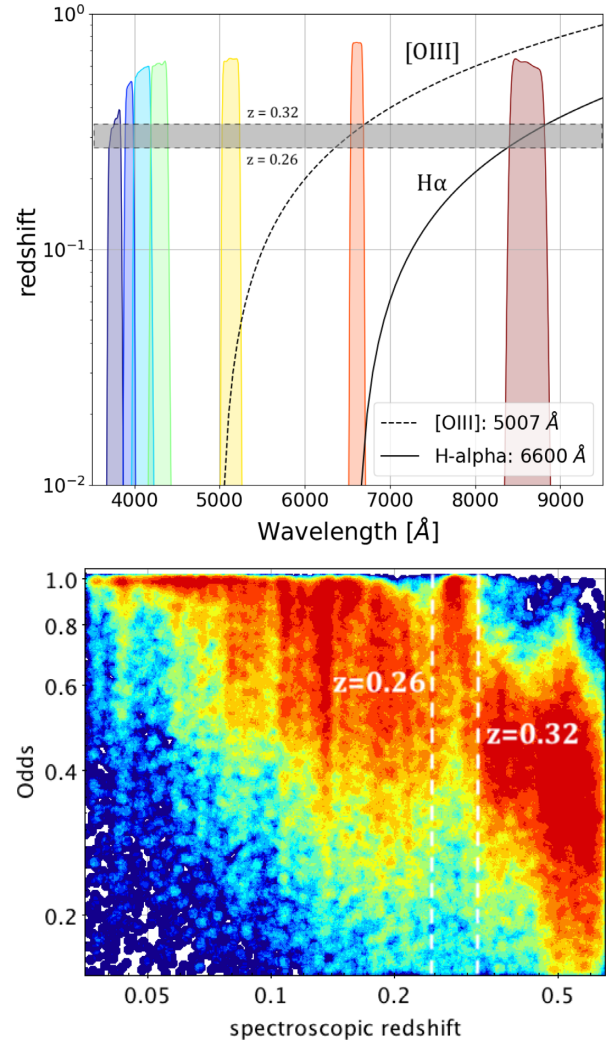 10⁰
[OIII]
z = 0.32
z = 0.26
Hα
10⁻¹
redshift
[OIII]: 5007 Å
H-alpha: 6600 Å
10⁻²
4000 5000 6000 7000 8000 9000
Wavelength [Å]
1.0
0.8
z=0.26
0.6
z=0.32
Odds
0.4
0.2
0.05 0.1 0.2 0.5
spectroscopic redshift